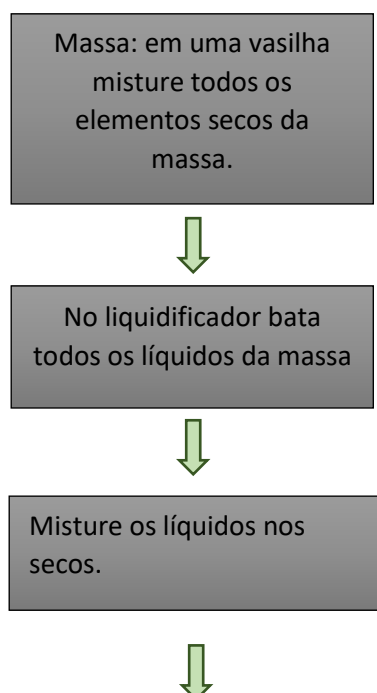 Massa: em uma vasilha
misture todos os
elementos secos da
massa.
No liquidificador bata
todos os líquidos da massa
Misture os líquidos nos
secos.